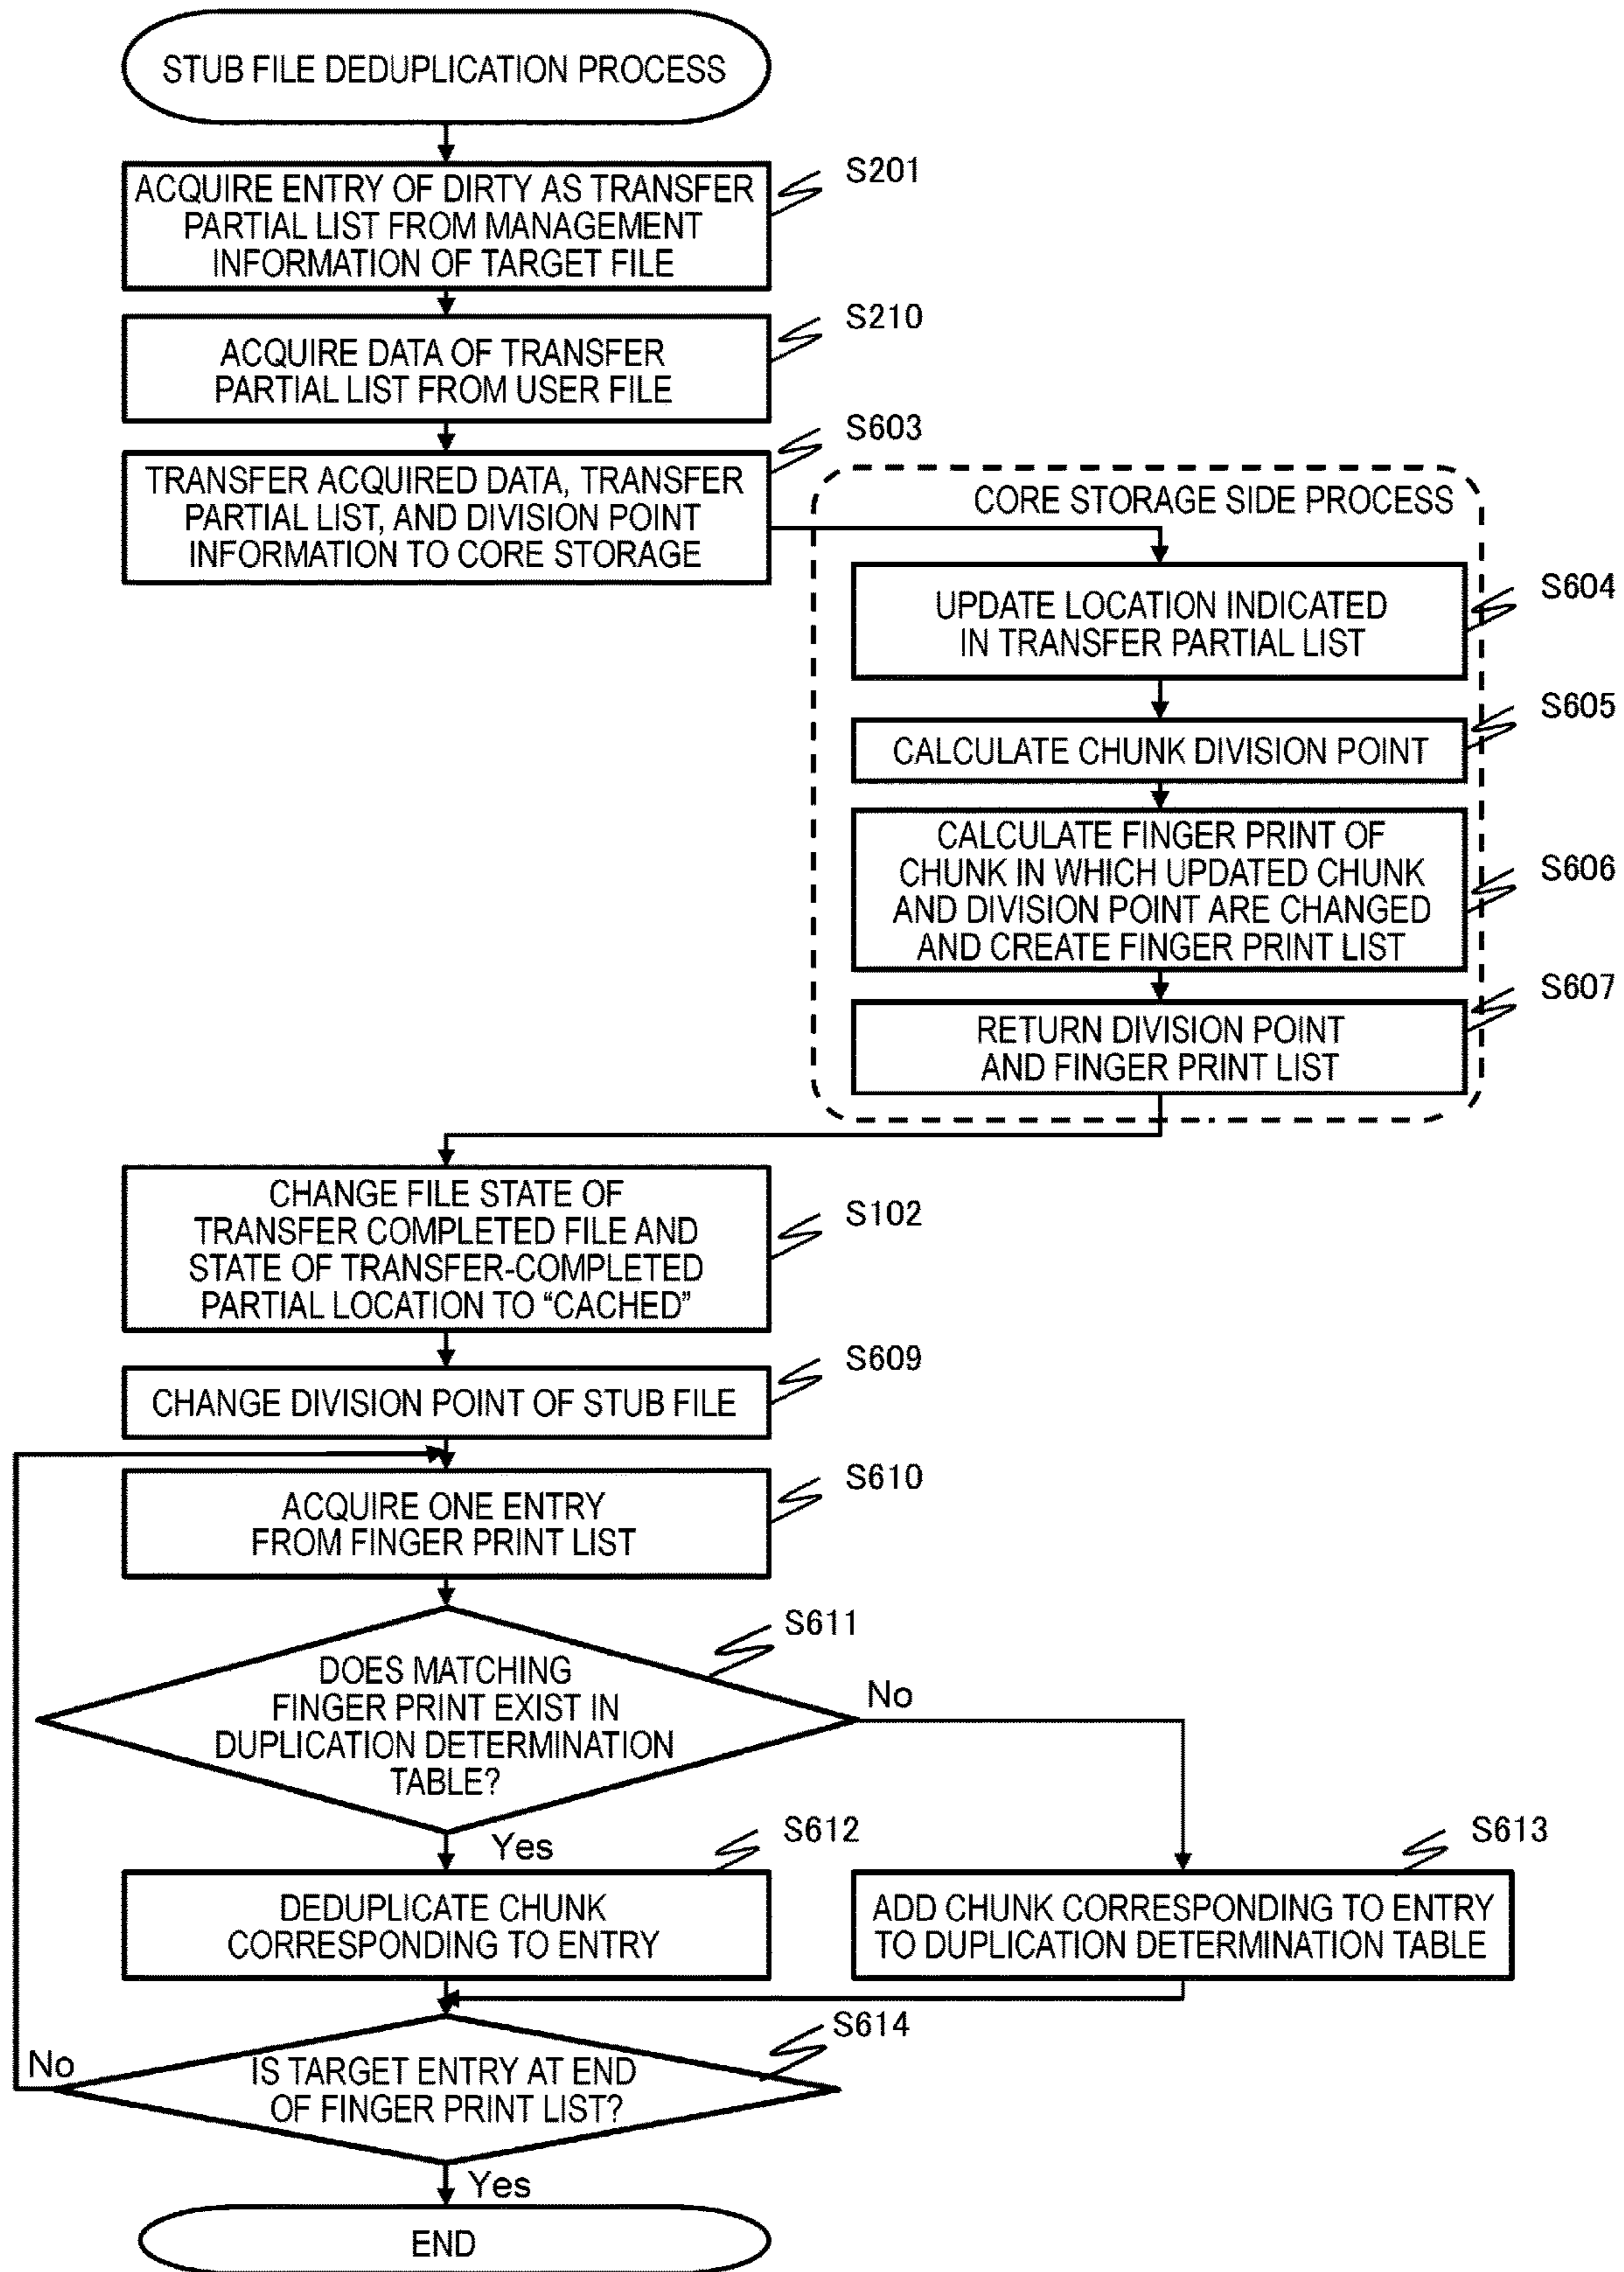 STUB FILE DEDUPLICATION PROCESS
S201
ACQUIRE ENTRY OF DIRTY AS TRANSFER
PARTIAL LIST FROM MANAGEMENT
INFORMATION OF TARGET FILE
S210
ACQUIRE DATA OF TRANSFER
PARTIAL LIST FROM USER FILE
S603
TRANSFER ACQUIRED DATA, TRANSFER
PARTIAL LIST, AND DIVISION POINT
INFORMATION TO CORE STORAGE
CORE STORAGE SIDE PROCESS
S604
UPDATE LOCATION INDICATED
IN TRANSFER PARTIAL LIST
S605
CALCULATE CHUNK DIVISION POINT
S606
CALCULATE FINGER PRINT OF
CHUNK IN WHICH UPDATED CHUNK
AND DIVISION POINT ARE CHANGED
AND CREATE FINGER PRINT LIST
S607
RETURN DIVISION POINT
AND FINGER PRINT LIST
S102
CHANGE FILE STATE OF
TRANSFER COMPLETED FILE AND
STATE OF TRANSFER-COMPLETED
PARTIAL LOCATION TO “CACHED”
S609
CHANGE DIVISION POINT OF STUB FILE
S610
ACQUIRE ONE ENTRY
FROM FINGER PRINT LIST
S611
DOES MATCHING
FINGER PRINT EXIST IN
DUPLICATION DETERMINATION
TABLE?
No
Yes
S612
DEDUPLICATE CHUNK
CORRESPONDING TO ENTRY
S613
ADD CHUNK CORRESPONDING TO ENTRY
TO DUPLICATION DETERMINATION TABLE
S614
No
IS TARGET ENTRY AT END
OF FINGER PRINT LIST?
Yes
END